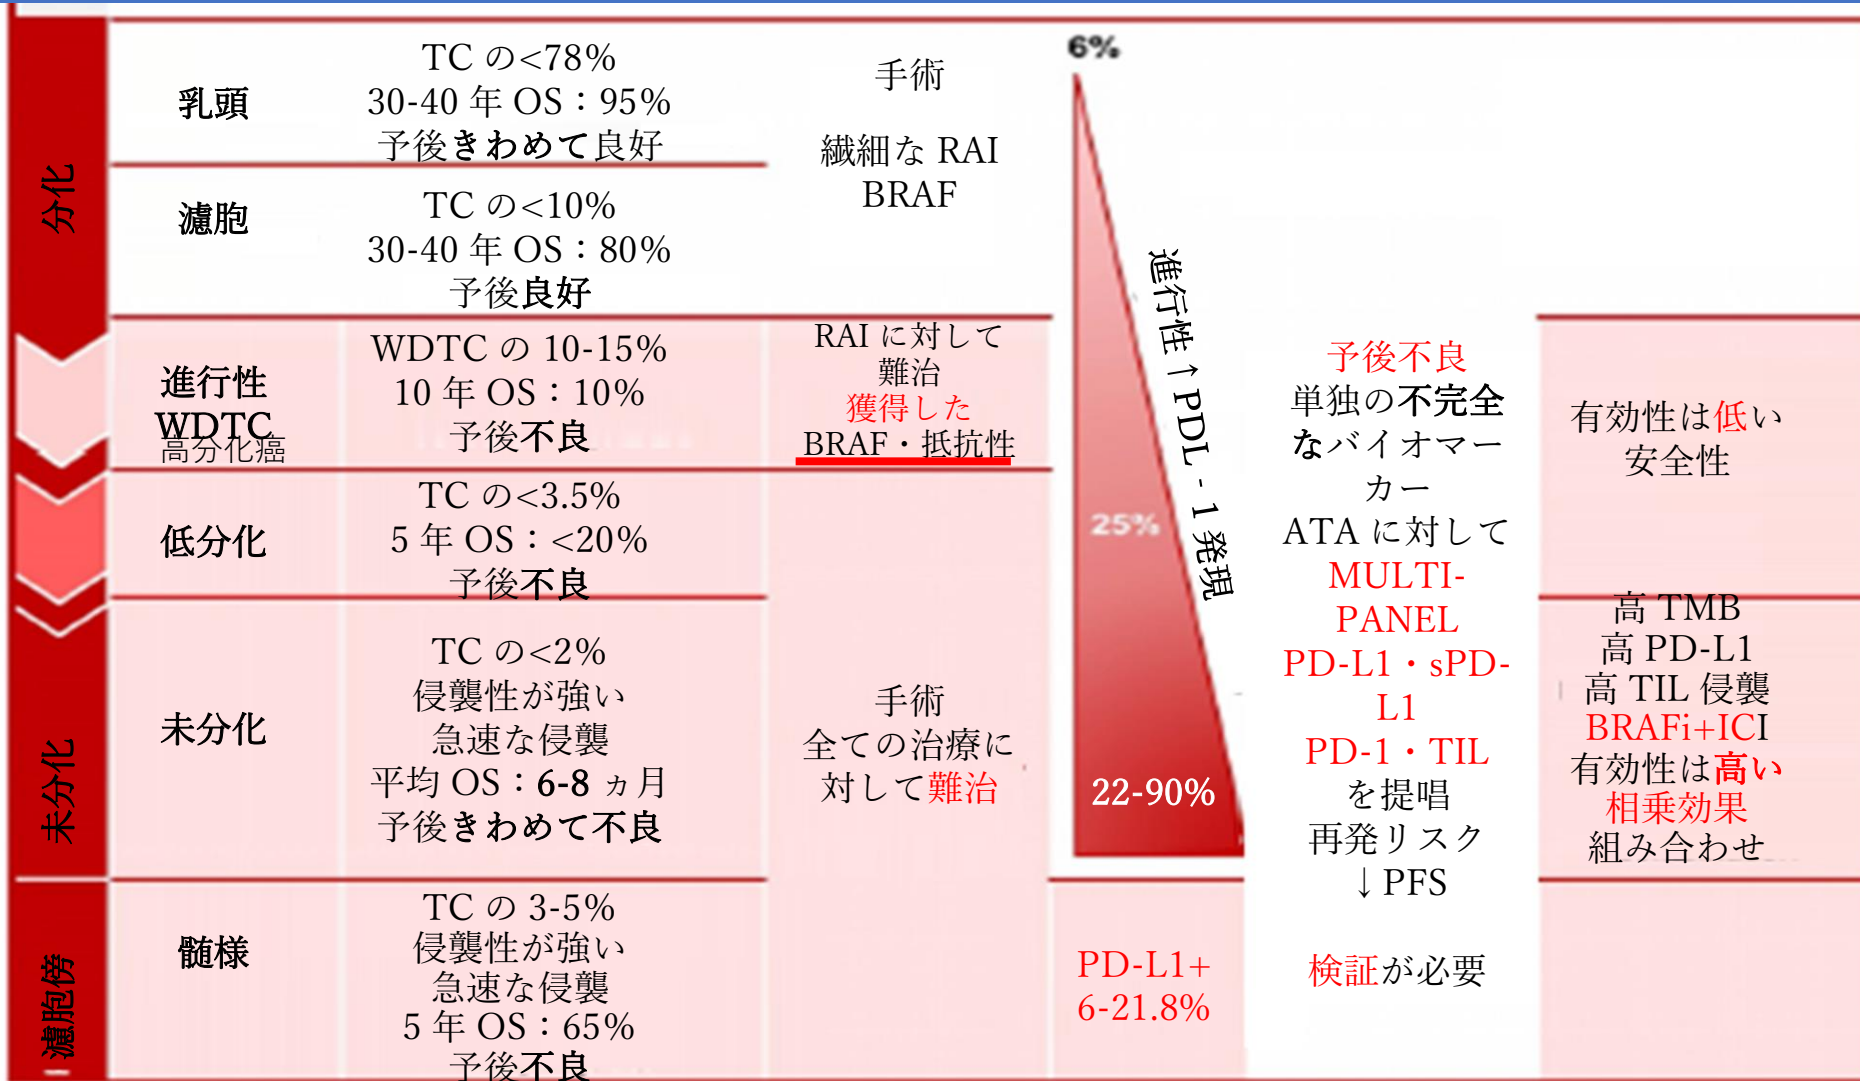 分化
乳頭
TC の<78%
30-40 年 OS：95%
予後きわめて良好
濾胞
TC の<10%
30-40 年 OS：80%
予後良好
手術
繊細な RAI
BRAF
進行性
WDTC
高分化癌
WDTC の 10-15%
10 年 OS：10%
予後不良
RAI に対して
難治
獲得した
BRAF・抵抗性
低分化
TC の<3.5%
5 年 OS：<20%
予後不良
未分化
未分化
TC の<2%
侵襲性が強い
急速な侵襲
平均 OS：6-8 ヵ月
予後きわめて不良
手術
全ての治療に
対して難治
濾胞傍
髄様
TC の 3-5%
侵襲性が強い
急速な侵襲
5 年 OS：65%
予後不良
6%
25%
22-90%
進行性↑PDL - 1 発現
PD-L1+
6-21.8%
予後不良
単独の不完全
なバイオマー
カー
ATA に対して
MULTI-
PANEL
PD-L1・sPD-
L1
PD-1・TIL
を提唱
再発リスク
↓PFS
検証が必要
有効性は低い
安全性
高 TMB
高 PD-L1
高 TIL 侵襲
BRAFi+ICI
有効性は高い
相乗効果
組み合わせ